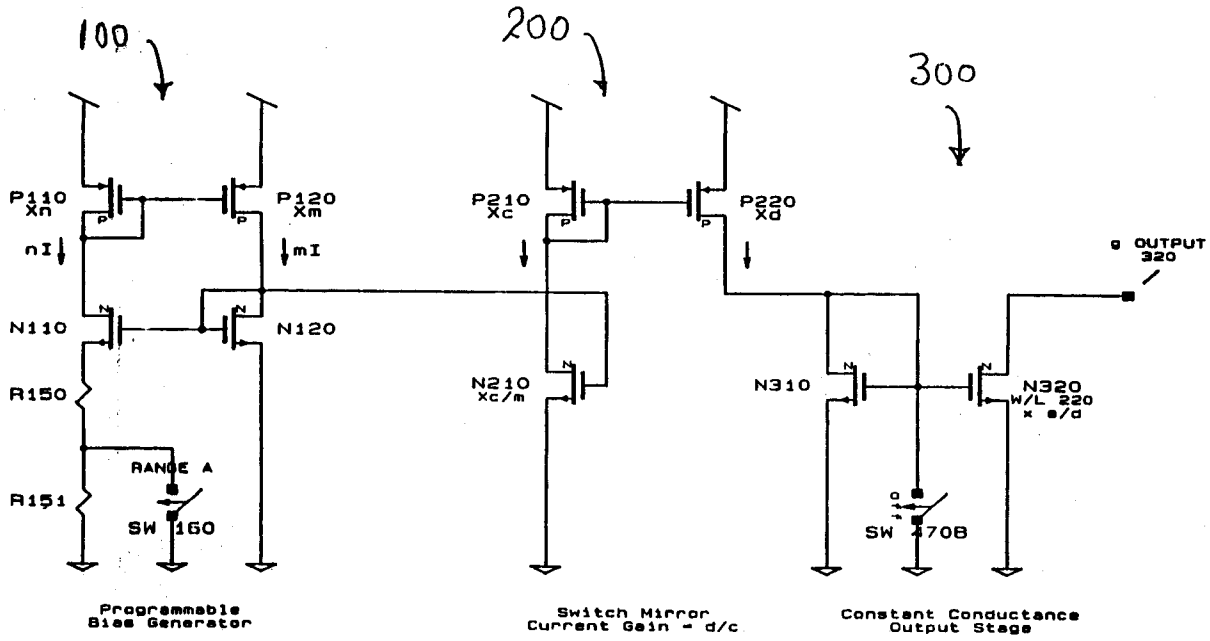 100
200
300
P110
Xn
P120
Xm
P
P
nI
mI
N110
N
N
N120
R150
R151
RANGE A
SW 160
P210
Xc
P220
Xd
P
P
N210
Xc/m
N
g OUTPUT
320
N310
N
N
N320
W/L 220
x e/d
a
SW 470B
Programmable
Bias Generator
Switch Mirror
Current Gain = d/c
Constant Conductance
Output Stage